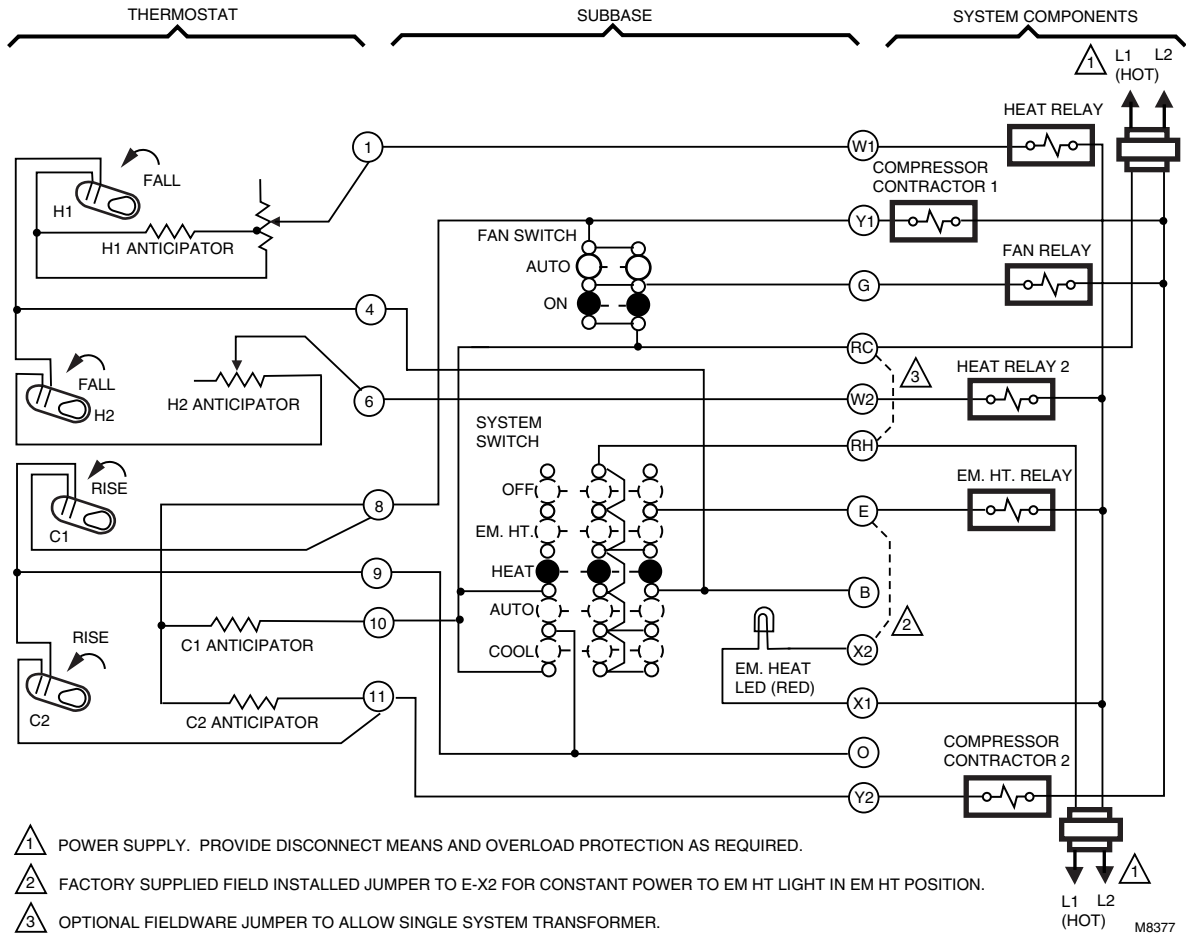 THERMOSTAT
SUBBASE
SYSTEM COMPONENTS
1
L1
(HOT)
L2
HEAT RELAY
1
W1
FALL
H1
H1 ANTICIPATOR
COMPRESSOR
CONTRACTOR 1
Y1
FAN SWITCH
AUTO
ON
FAN RELAY
G
4
RC
3
FALL
H2
H2 ANTICIPATOR
6
W2
HEAT RELAY 2
SYSTEM
SWITCH
RH
RISE
C1
8
OFF
EM. HT.
HEAT
AUTO
COOL
E
EM. HT. RELAY
9
B
10
C1 ANTICIPATOR
2
X2
EM. HEAT
LED (RED)
RISE
C2
11
C2 ANTICIPATOR
X1
O
COMPRESSOR
CONTRACTOR 2
Y2
1
L1
(HOT)
L2
1 POWER SUPPLY. PROVIDE DISCONNECT MEANS AND OVERLOAD PROTECTION AS REQUIRED.
2 FACTORY SUPPLIED FIELD INSTALLED JUMPER TO E-X2 FOR CONSTANT POWER TO EM HT LIGHT IN EM HT POSITION.
3 OPTIONAL FIELDWARE JUMPER TO ALLOW SINGLE SYSTEM TRANSFORMER.
M8377